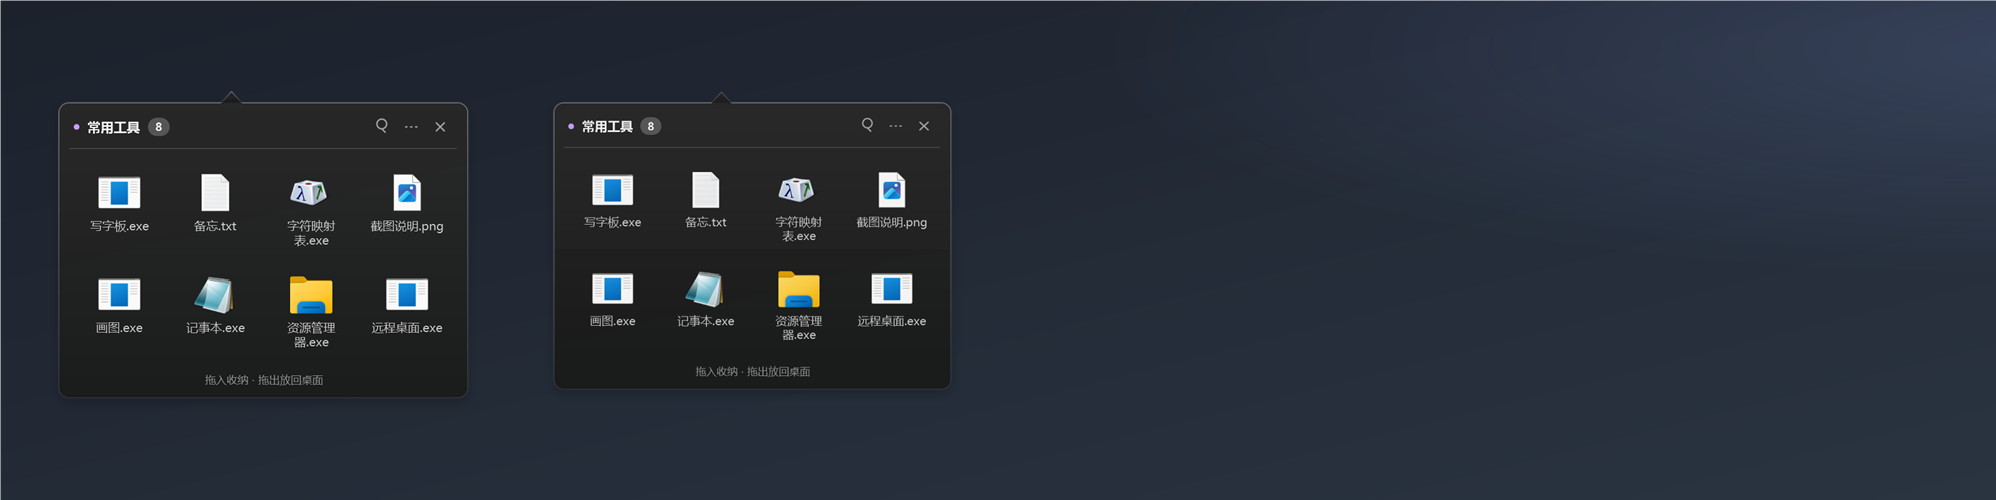 常用工具 8
写字板.exe 备忘.txt 字符映射 截图说明.png
表.exe
画图.exe 记事本.exe 资源管理 远程桌面.exe
器.exe
拖入收纳 · 拖出放回桌面
常用工具 8
写字板.exe 备忘.txt 字符映射 截图说明.png
表.exe
画图.exe 记事本.exe 资源管理 远程桌面.exe
器.exe
拖入收纳 · 拖出放回桌面